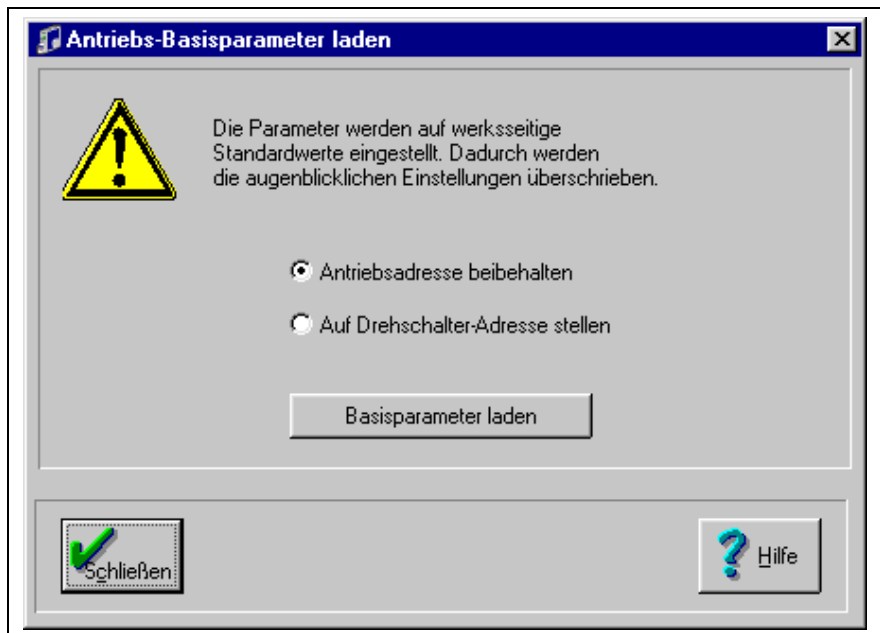 Antriebs-Basisparameter laden
Die Parameter werden auf werksseitige
Standardwerte eingestellt. Dadurch werden
die augenblicklichen Einstellungen überschrieben.
Antriebsadresse beibehalten
Auf Drehschalter-Adresse stellen
Basisparameter laden
Schließen
Hilfe